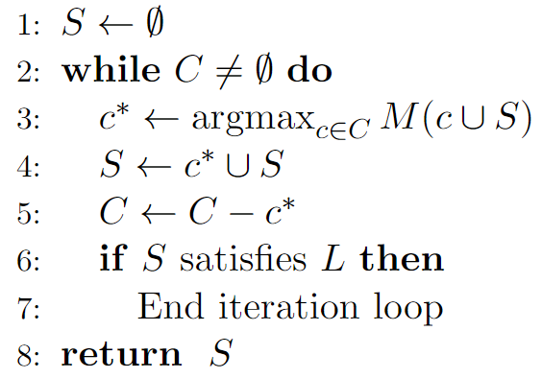 1: S ← ∅
2: while C ≠ ∅ do
3: c* ← argmax_{c∈C} M(c ∪ S)
4: S ← c* ∪ S
5: C ← C − c*
6: if S satisfies L then
7: End iteration loop
8: return S